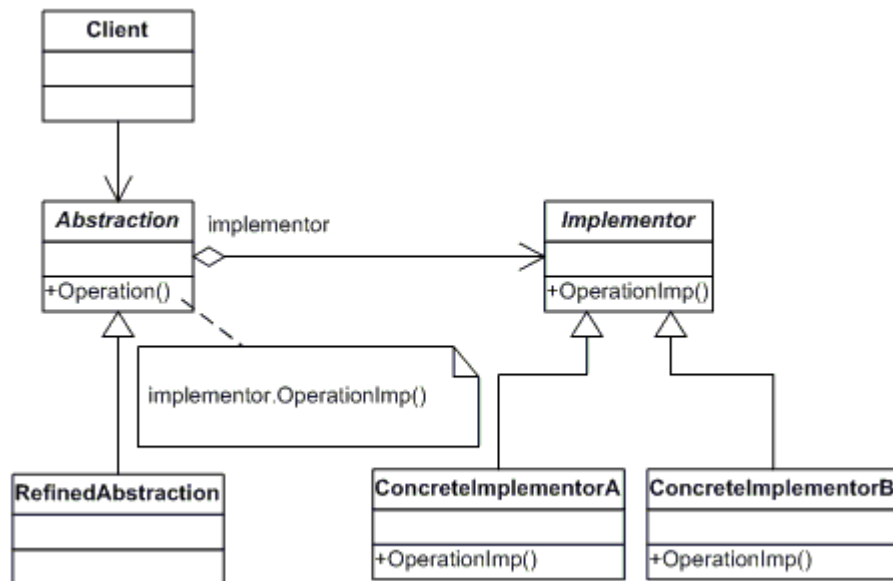 Client
Abstraction
implementor
Implementor
+Operation()
+OperationImp()
implementor.OperationImp()
RefinedAbstraction
ConcreteImplementorA
ConcreteImplementorB
+OperationImp()
+OperationImp()